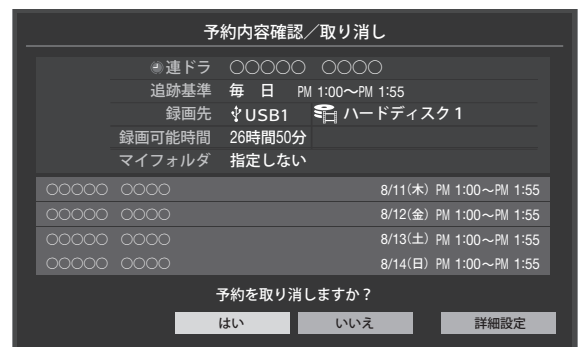 予約内容確認／取り消し
連ドラ ○○○○○ ○○○○
追跡基準 毎 日 PM 1:00～PM 1:55
録画先 USB1 ハードディスク1
録画可能時間 26時間50分
マイフォルダ 指定しない
○○○○○ ○○○○ 8/11(木) PM 1:00～PM 1:55
○○○○○ ○○○○ 8/12(金) PM 1:00～PM 1:55
○○○○○ ○○○○ 8/13(土) PM 1:00～PM 1:55
○○○○○ ○○○○ 8/14(日) PM 1:00～PM 1:55
予約を取り消しますか？
はい いいえ 詳細設定